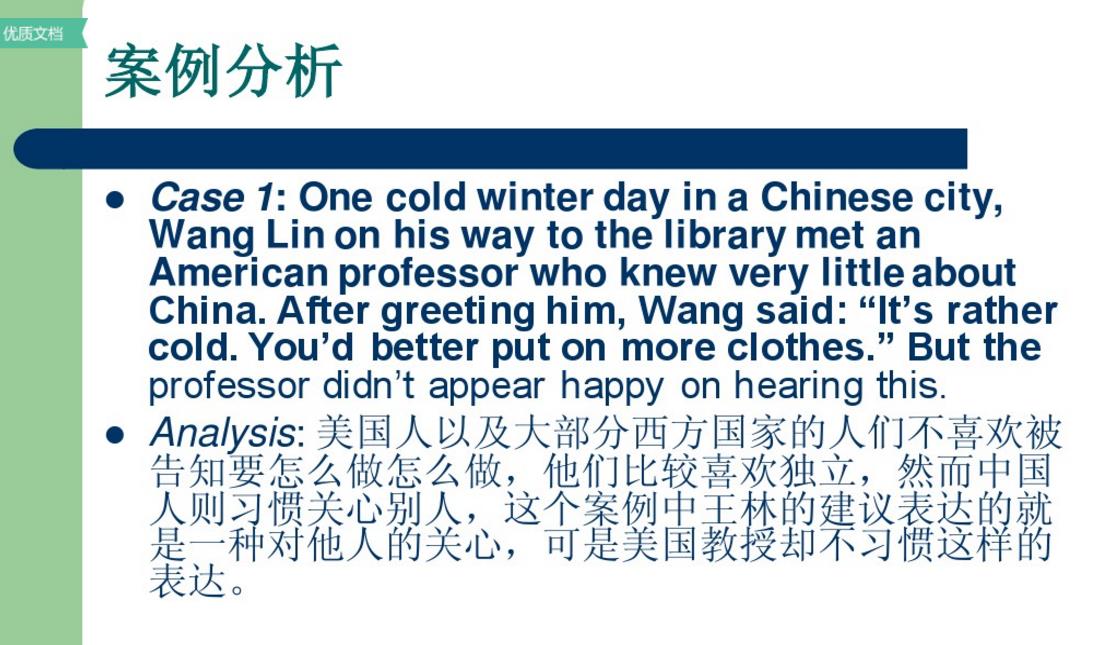 优质文档
案例分析
Case 1: One cold winter day in a Chinese city,
Wang Lin on his way to the library met an
American professor who knew very little about
China. After greeting him, Wang said: “It’s rather
cold. You’d better put on more clothes.” But the
professor didn’t appear happy on hearing this.
Analysis: 美国人以及大部分西方国家的人们不喜欢被
告知要怎么做怎么做，他们比较喜欢独立，然而中国
人则习惯关心别人，这个案例中王林的建议表达的就
是一种对他人的关心，可是美国教授却不习惯这样的
表达。